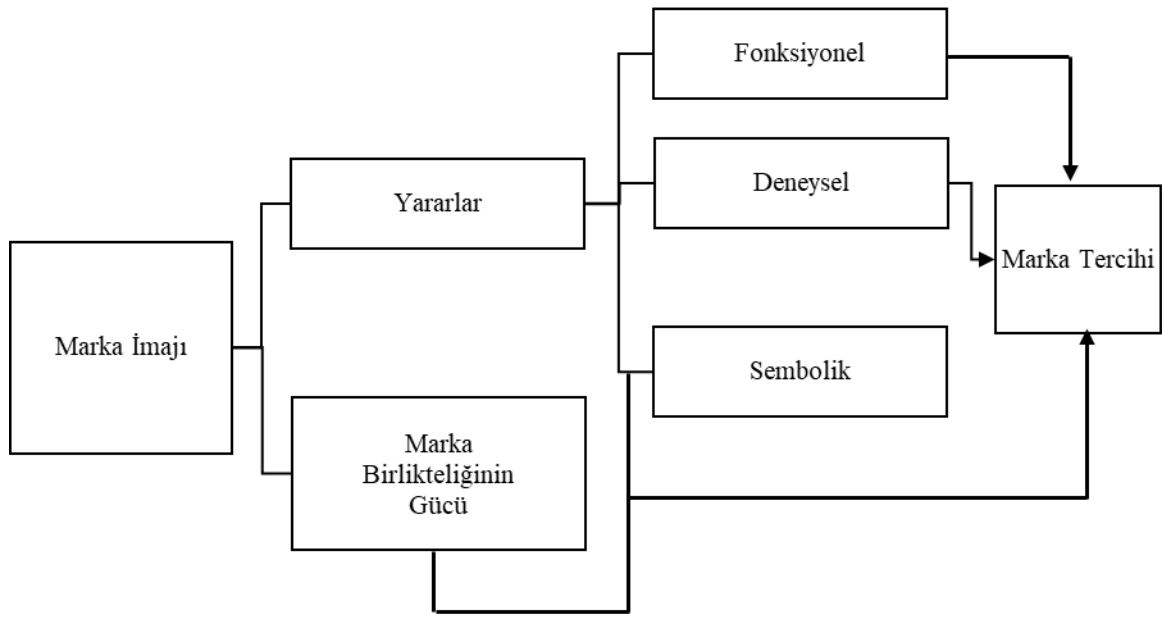 Fonksiyonel
Deneysel
Yararlar
Marka Tercihi
Marka İmajı
Sembolik
Marka
Birlikteliğinin
Gücü